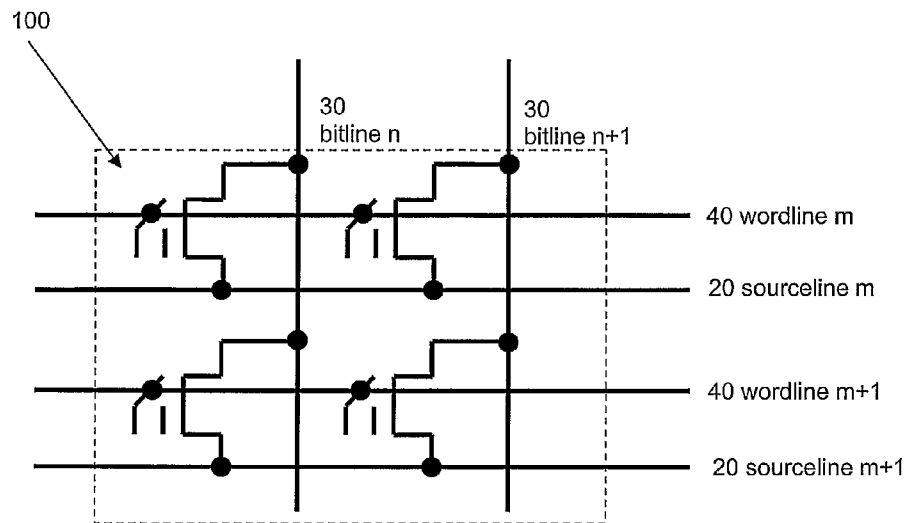 100
30
bitline n
30
bitline n+1
40 wordline m
20 sourceline m
40 wordline m+1
20 sourceline m+1